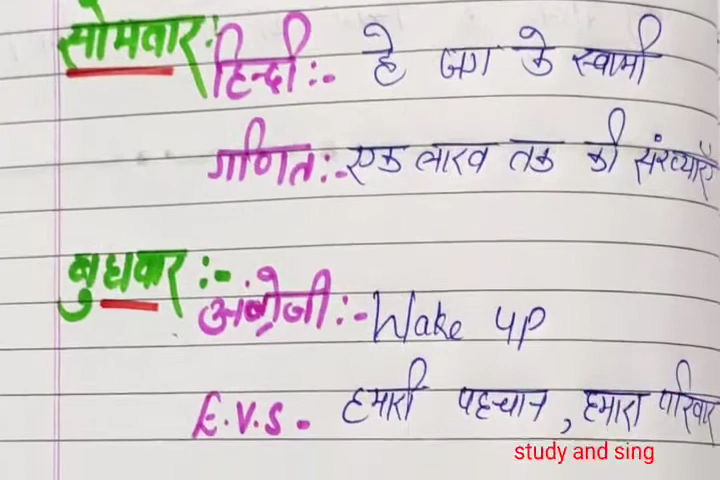 सोमवार:
हिन्दी:- हे जग के स्वामी
गणित:- एक लाख तक की संख्याएँ
बुधवार:-
अंग्रेजी:- Wake up
E.V.S. हमारी पहचान, हमारा परिवार
study and sing